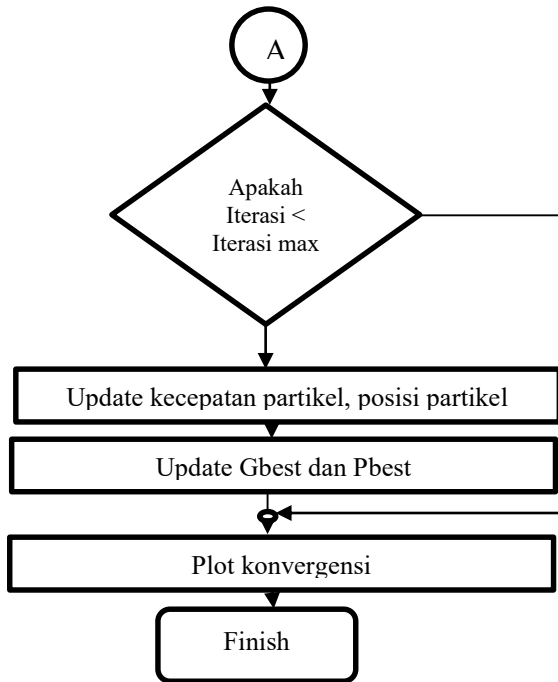 A
Apakah
Iterasi <
Iterasi max
Update kecepatan partikel, posisi partikel
Update Gbest dan Pbest
Plot konvergensi
Finish